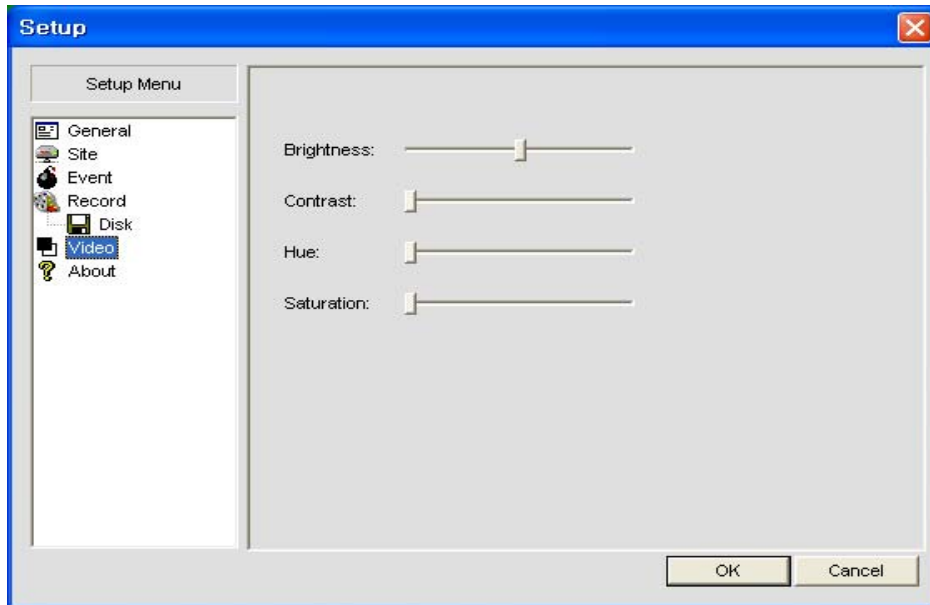 Setup
Setup Menu
General
Site
Event
Record
Disk
Video
About
Brightness:
Contrast:
Hue:
Saturation:
OK
Cancel